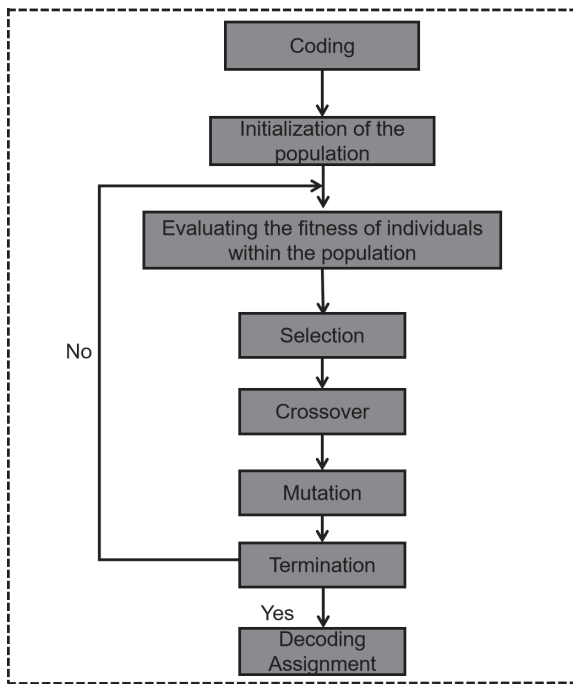 Coding
Initialization of the
population
Evaluating the fitness of individuals
within the population
Selection
No
Crossover
Mutation
Termination
Yes
Decoding
Assignment